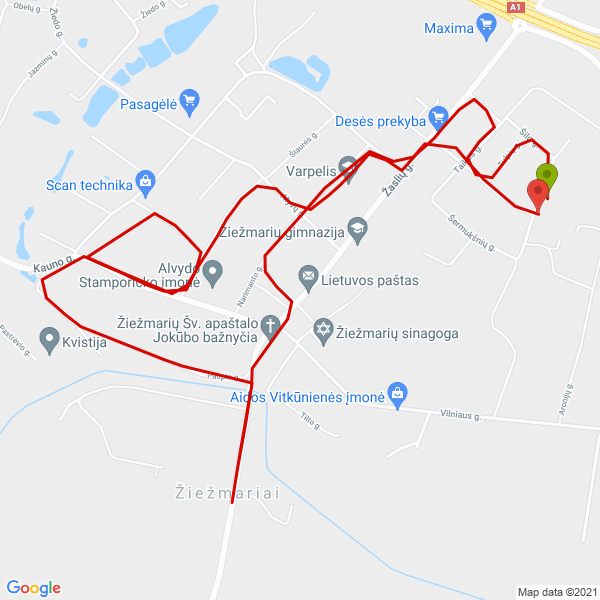 Obelų g.
Žiedo g.
Žiedo g.
Jazminų g.
A1
Maxima
Pasagėlė
Desės prekyba
Šiaurės g.
Šilo g.
Varpelis
Žaslių g.
Scan technika
Šermukšnių g.
Žiežmarių gimnazija
Kauno g.
Alvydo
Stamporicko įmonė
Narimanto g.
Lietuvos paštas
Žiežmarių Šv. apaštalo
Jokūbo bažnyčia
Žiežmarių sinagoga
Pastrėvio g.
Kvistija
Aidos Vitkūnienės įmonė
Aronijų g.
Vilniaus g.
Tilto g.
Žiežmariai
Google
Map data ©2021